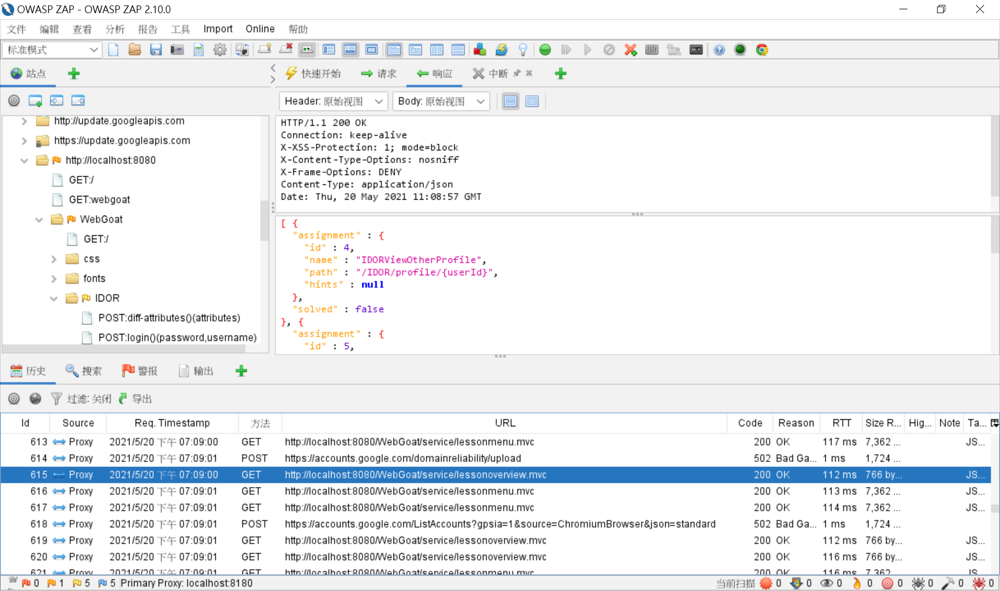 OWASP ZAP - OWASP ZAP 2.10.0
文件 编辑 查看 分析 报告 工具 Import Online 帮助
标准模式
站点
快速开始 请求 响应 中断
Header: 原始视图 Body: 原始视图
http://update.googleapis.com
https://update.googleapis.com
http://localhost:8080
GET:/
GET:webgoat
WebGoat
GET:/
css
fonts
IDOR
POST:diff-attributes()(attributes)
POST:login()(password,username)
HTTP/1.1 200 OK
Connection: keep-alive
X-XSS-Protection: 1; mode=block
X-Content-Type-Options: nosniff
X-Frame-Options: DENY
Content-Type: application/json
Date: Thu, 20 May 2021 11:08:57 GMT
[ {
"assignment" : {
"id" : 4,
"name" : "IDORViewOtherProfile",
"path" : "/IDOR/profile/{userId}",
"hints" : null
},
"solved" : false
}, {
"assignment" : {
"id" : 5,
历史 搜索 警报 输出
过滤: 关闭 导出
Id Source Req. Timestamp 方法 URL Code Reason RTT Size R... Hig... Note Ta...
613 Proxy 2021/5/20 下午 07:09:00 GET http://localhost:8080/WebGoat/service/lessonmenu.mvc 200 OK 117 ms 7,362 ... JS...
614 Proxy 2021/5/20 下午 07:09:01 POST https://accounts.google.com/domainreliability/upload 502 Bad Ga... 1 ms 1,724 ...
615 Proxy 2021/5/20 下午 07:09:00 GET http://localhost:8080/WebGoat/service/lessonoverview.mvc 200 OK 112 ms 766 by... JS...
616 Proxy 2021/5/20 下午 07:09:01 GET http://localhost:8080/WebGoat/service/lessonmenu.mvc 200 OK 113 ms 7,362 ... JS...
617 Proxy 2021/5/20 下午 07:09:01 GET http://localhost:8080/WebGoat/service/lessonmenu.mvc 200 OK 114 ms 7,362 ... JS...
618 Proxy 2021/5/20 下午 07:09:01 POST https://accounts.google.com/ListAccounts?gpsia=1&source=ChromiumBrowser&json=standard 502 Bad Ga... 1 ms 1,724 ...
619 Proxy 2021/5/20 下午 07:09:01 GET http://localhost:8080/WebGoat/service/lessonoverview.mvc 200 OK 112 ms 766 by... JS...
620 Proxy 2021/5/20 下午 07:09:01 GET http://localhost:8080/WebGoat/service/lessonoverview.mvc 200 OK 116 ms 766 by... JS...
621 Proxy 2021/5/20 下午 07:09:01 GET http://localhost:8080/WebGoat/service/lessonmenu.mvc 200 OK 116 ms 7,362 ... JS...
0 1 5 5 Primary Proxy: localhost:8180 当前扫描 0 0 0 0 0 0 0 0